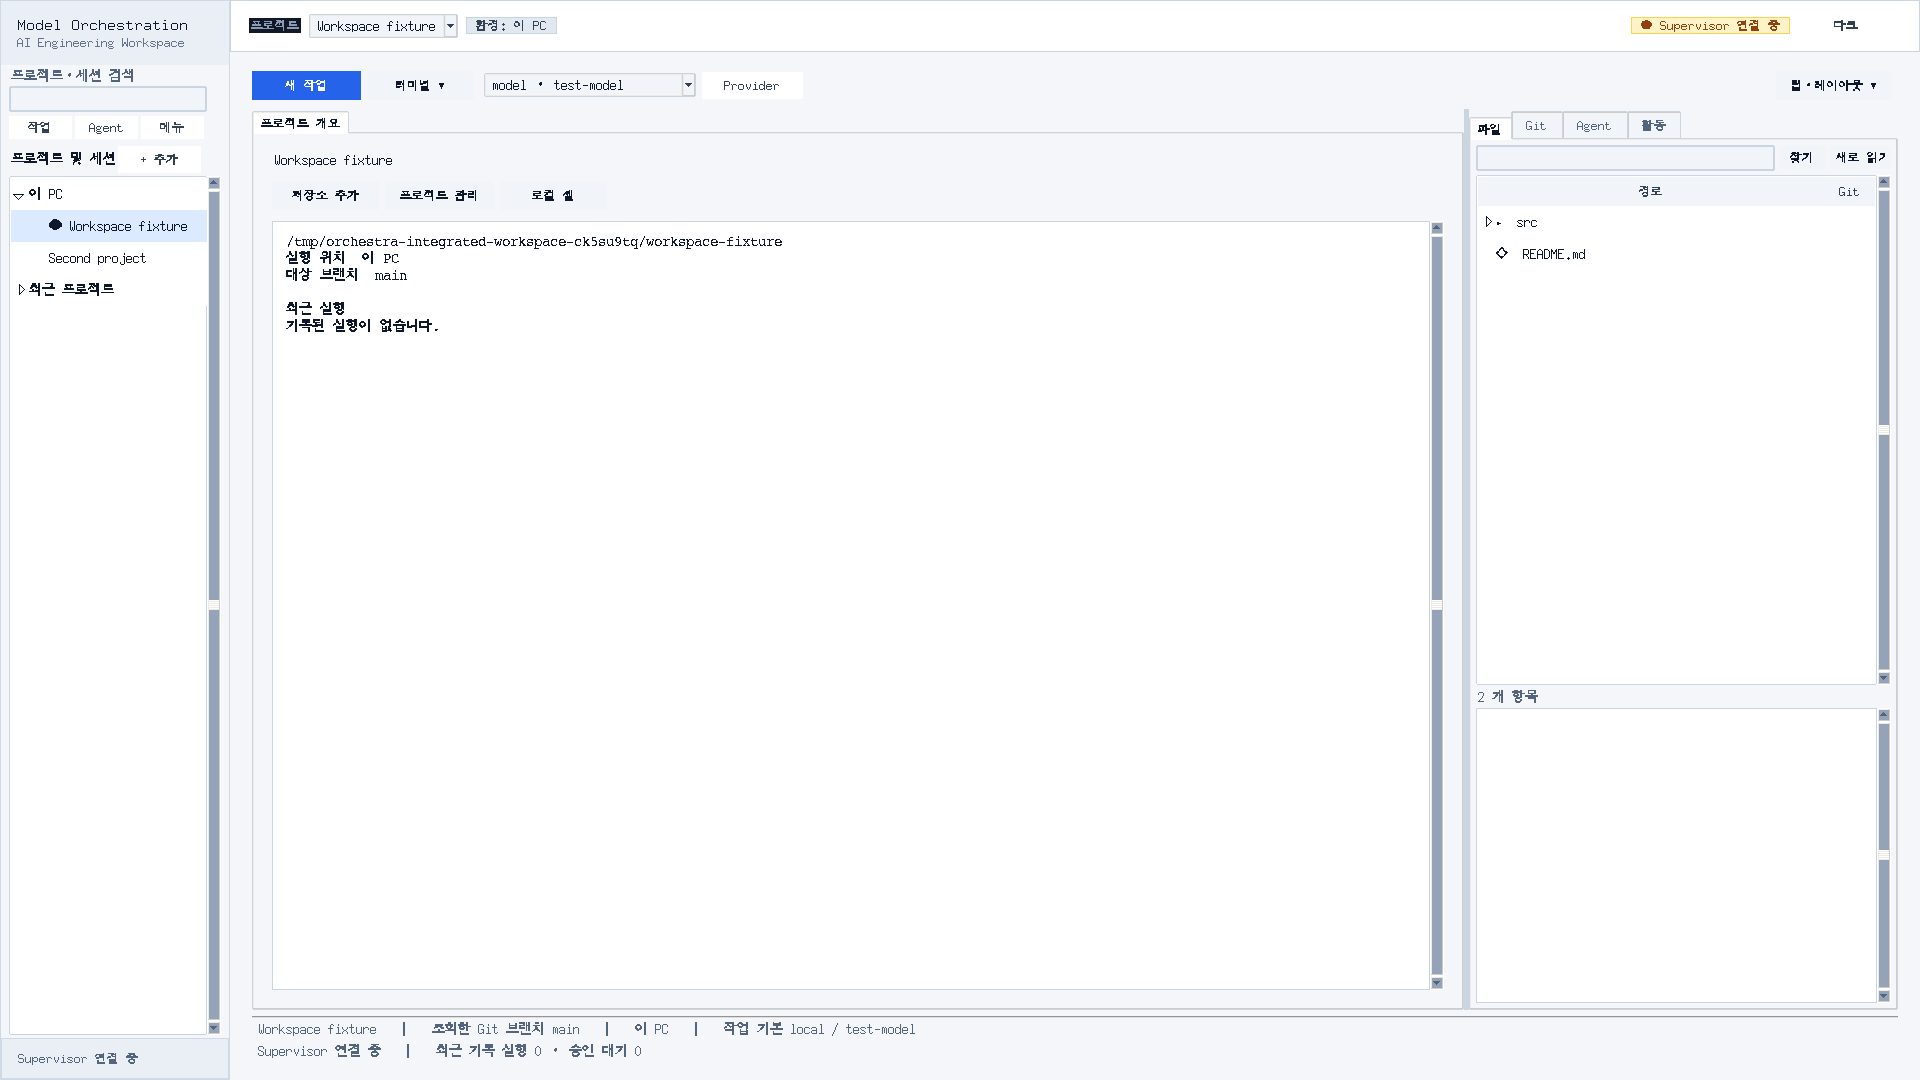 Model Orchestration
AI Engineering Workspace
프로젝트·세션 검색
작업 Agent 메뉴
프로젝트 및 세션 + 추가
이 PC
Workspace fixture
Second project
최근 프로젝트
Supervisor 연결 중
프로젝트 Workspace fixture 환경: 이 PC
Supervisor 연결 중 다크
새 작업 터미널 ▾ model · test-model Provider 탭·레이아웃 ▾
프로젝트 개요
Workspace fixture
저장소 추가 프로젝트 관리 로컬 셸
/tmp/orchestra-integrated-workspace-ck5su9tq/workspace-fixture
실행 위치 이 PC
대상 브랜치 main
최근 실행
기록된 실행이 없습니다.
파일 Git Agent 활동
찾기 새로 읽기
경로 Git
src
README.md
2 개 항목
Workspace fixture | 조회한 Git 브랜치 main | 이 PC | 작업 기본 local / test-model
Supervisor 연결 중 | 최근 기록 실행 0 · 승인 대기 0